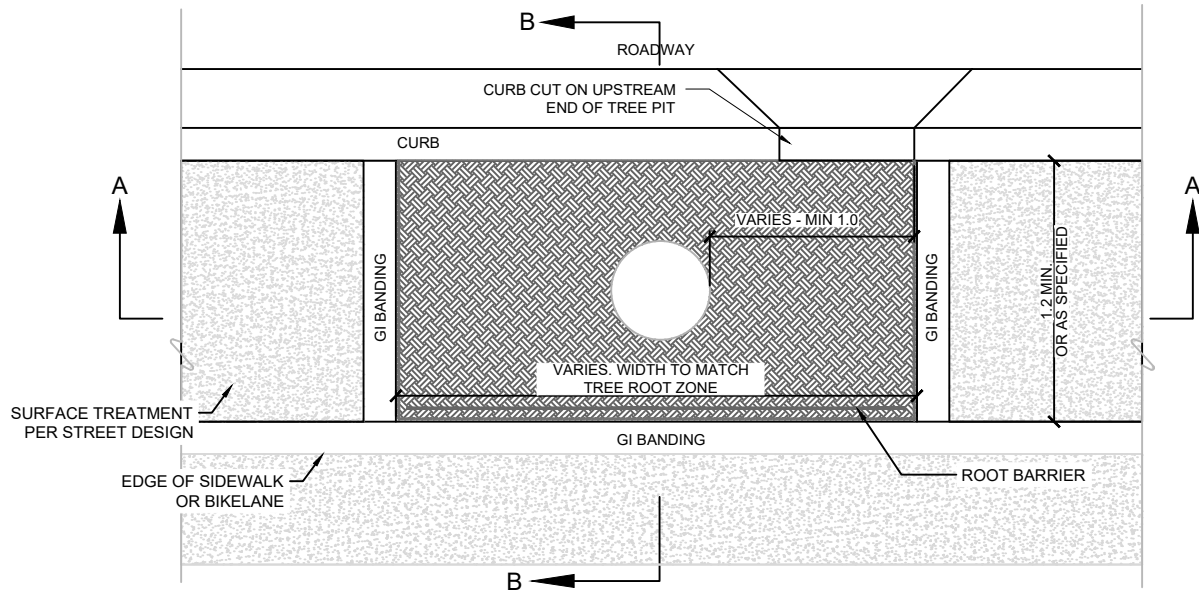 B
ROADWAY
CURB CUT ON UPSTREAM
END OF TREE PIT
CURB
A
A
VARIES - MIN 1.0
GI BANDING
GI BANDING
1.2 MIN
OR AS SPECIFIED
VARIES. WIDTH TO MATCH
TREE ROOT ZONE
SURFACE TREATMENT
PER STREET DESIGN
GI BANDING
EDGE OF SIDEWALK
OR BIKELANE
ROOT BARRIER
B